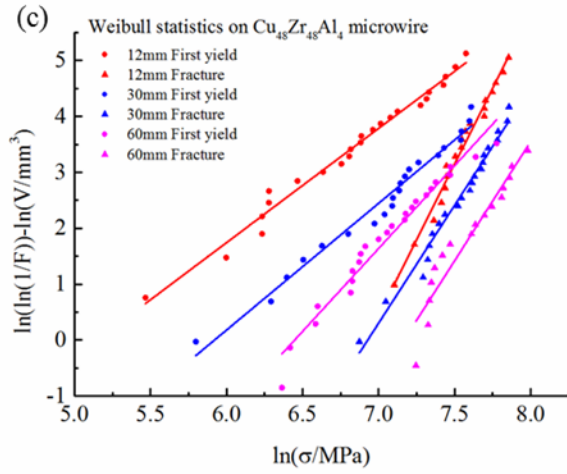 (c)
Weibull statistics on Cu48Zr48Al4 microwire
12mm First yield
12mm Fracture
30mm First yield
30mm Fracture
60mm First yield
60mm Fracture
ln(ln(1/F))-ln(V/mm³)
5
4
3
2
1
0
-1
5.0 5.5 6.0 6.5 7.0 7.5 8.0
ln(σ/MPa)